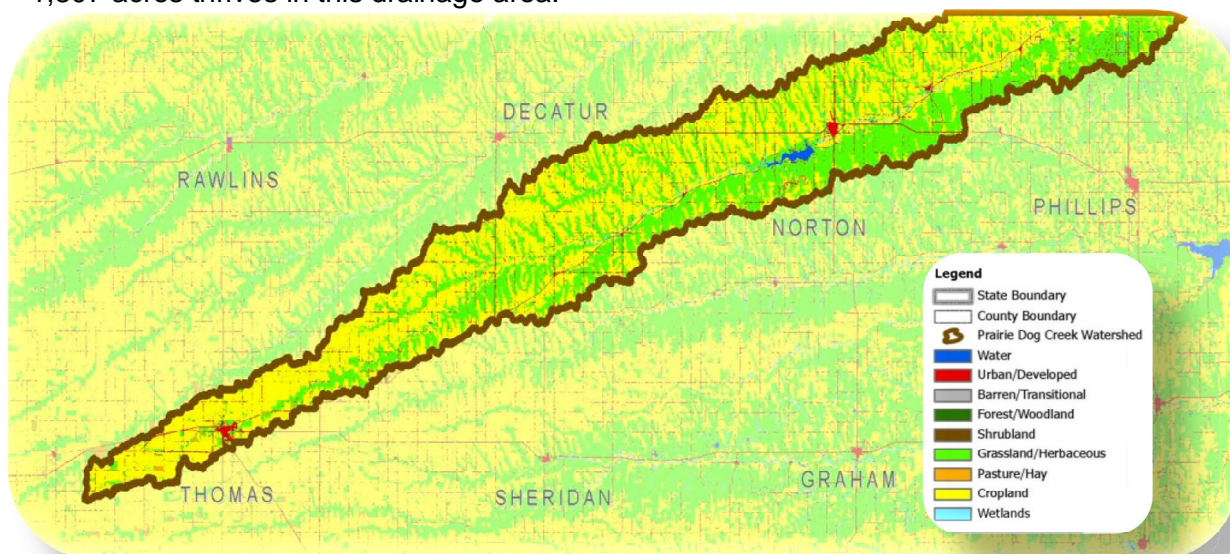 DECATUR
RAWLINS
PHILLIPS
NORTON
THOMAS
SHERIDAN
GRAHAM
Legend
State Boundary
County Boundary
Prairie Dog Creek Watershed
Water
Urban/Developed
Barren/Transitional
Forest/Woodland
Shrubland
Grassland/Herbaceous
Pasture/Hay
Cropland
Wetlands